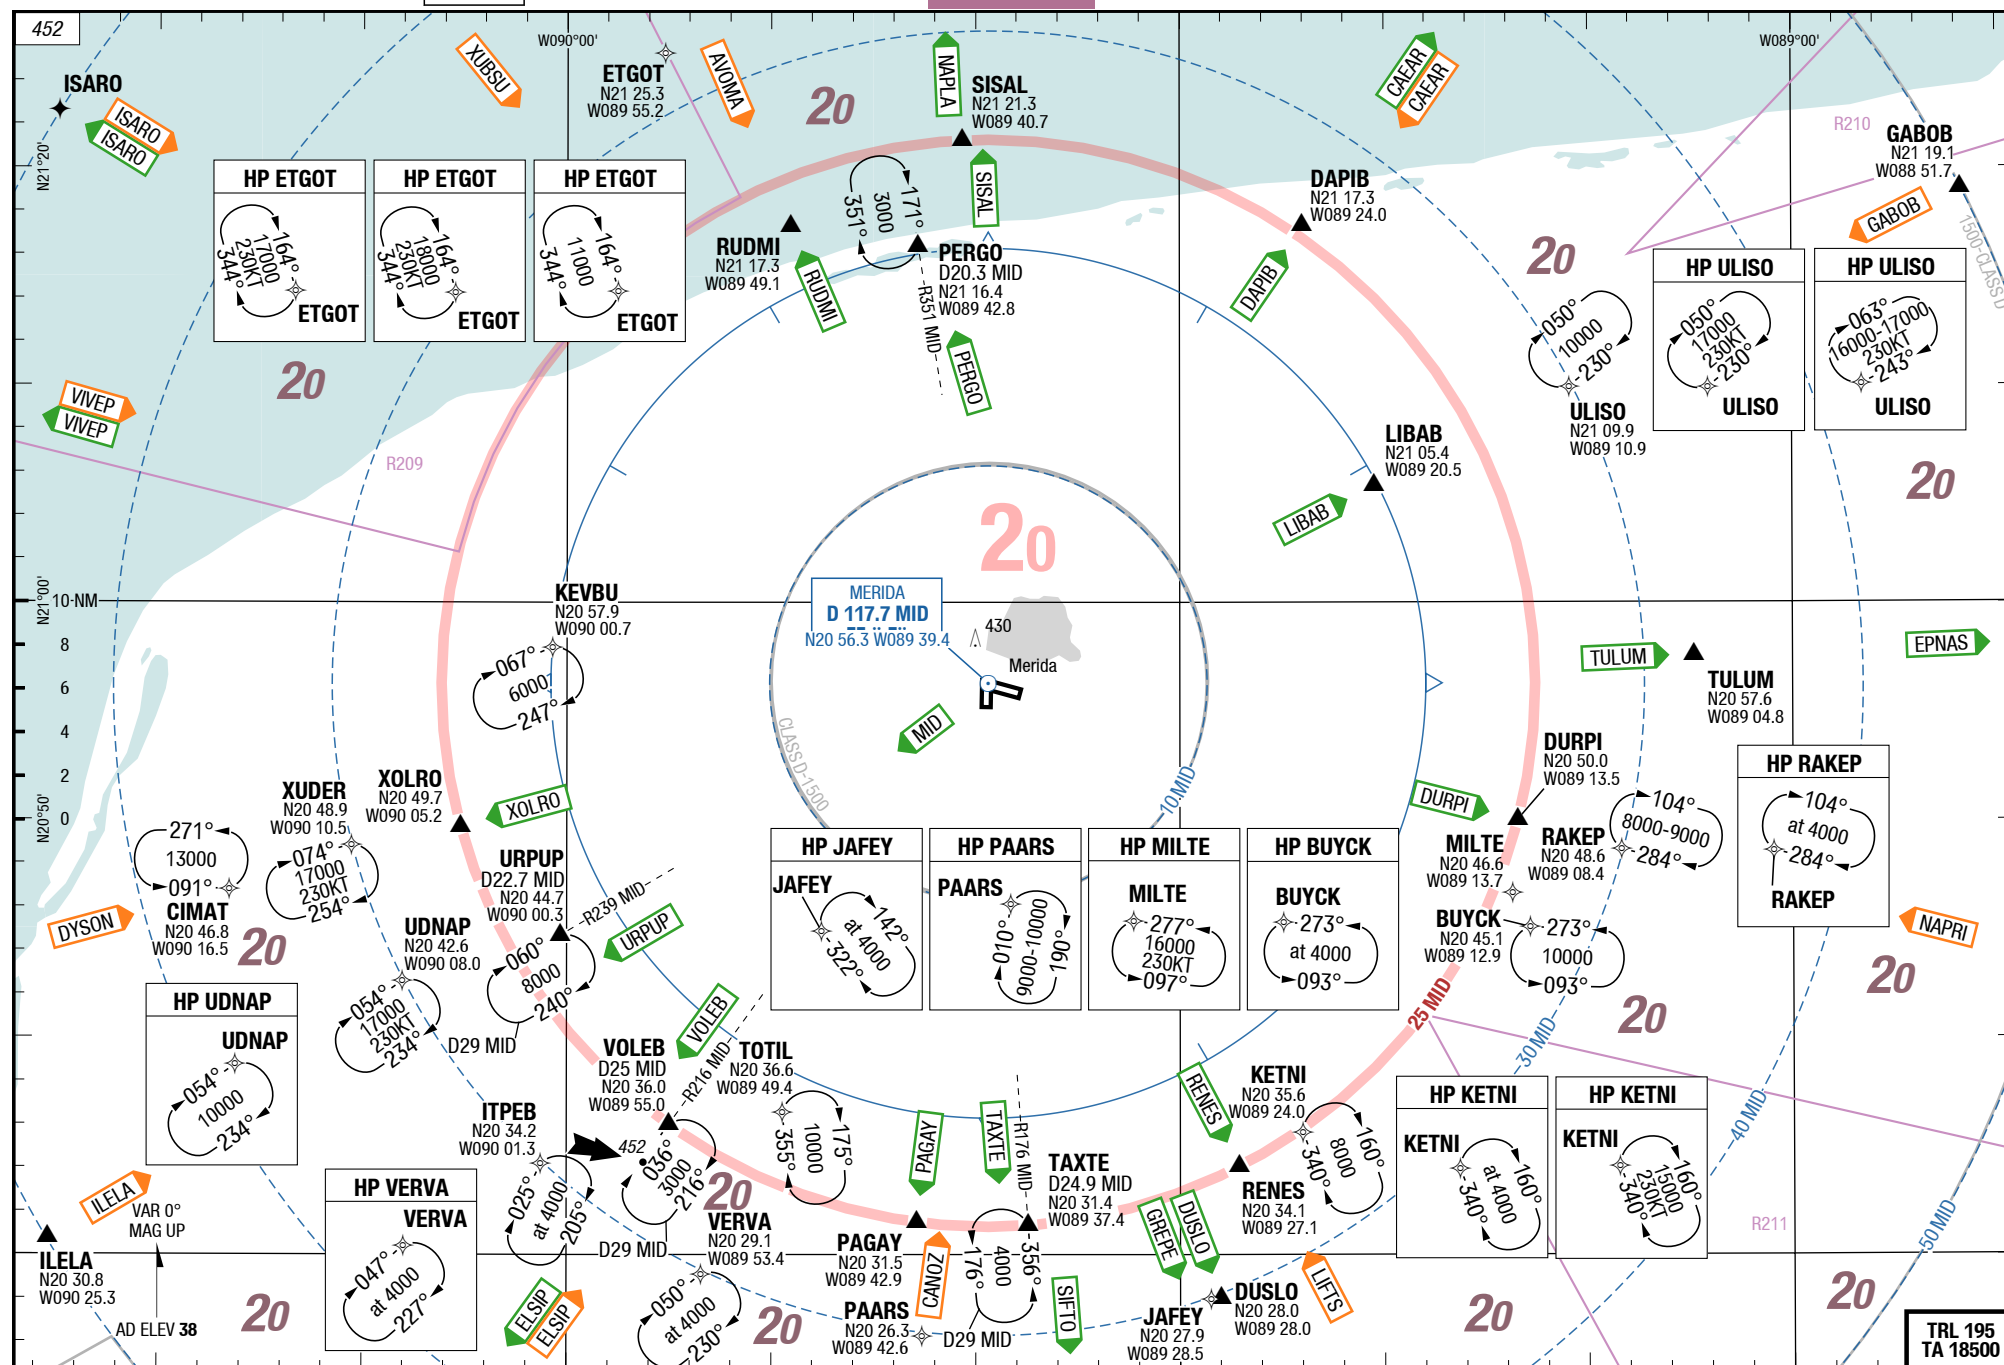 452
W090°00'
W089°00'
ISARO
ISARO
ISARO
XUBSU
ETGOT
N21 25.3
W089 55.2
AVOMA
20
NAPLA
SISAL
N21 21.3
W089 40.7
CAEAR
CAEAR
R210
GABOB
N21 19.1
W088 51.7
GABOB
1500-CLASS D
N21°20'
HP ETGOT
164°
17000
230KT
344°
ETGOT
HP ETGOT
164°
18000
230KT
344°
ETGOT
HP ETGOT
164°
11000
344°
ETGOT
RUDMI
N21 17.3
W089 49.1
RUDMI
171°
3000
351°
SISAL
PERGO
D20.3 MID
N21 16.4
W089 42.8
R351 MID
PERGO
DAPIB
N21 17.3
W089 24.0
DAPIB
20
050°
10000
230°
ULISO
N21 09.9
W089 10.9
HP ULISO
050°
17000
230KT
230°
ULISO
HP ULISO
063°
16000-17000
230KT
243°
ULISO
20
VIVEP
VIVEP
R209
LIBAB
N21 05.4
W089 20.5
LIBAB
20
20
N21°00'
10 NM
8
6
4
2
0
N20°50'
KEVBU
N20 57.9
W090 00.7
067°
6000
247°
MERIDA
D 117.7 MID
N20 56.3 W089 39.4
430
Merida
MID
CLASS D-1500
10 MID
TULUM
TULUM
N20 57.6
W089 04.8
EPNAS
DURPI
N20 50.0
W089 13.5
DURPI
XOLRO
N20 49.7
W090 05.2
XOLRO
XUDER
N20 48.9
W090 10.5
074°
17000
230KT
254°
271°
13000
091°
CIMAT
N20 46.8
W090 16.5
DYSON
20
URPUP
D22.7 MID
N20 44.7
W090 00.3
R239 MID
URPUP
060°
8000
240°
D29 MID
UDNAP
N20 42.6
W090 08.0
054°
17000
230KT
234°
HP UDNAP
UDNAP
054°
10000
234°
HP JAFEY
JAFEY
142°
at 4000
322°
HP PAARS
PAARS
010°
9000-10000
190°
HP MILTE
MILTE
277°
16000
230KT
097°
HP BUYCK
BUYCK
273°
at 4000
093°
MILTE
N20 46.6
W089 13.7
RAKEP
N20 48.6
W089 08.4
104°
8000-9000
284°
HP RAKEP
104°
at 4000
284°
RAKEP
BUYCK
N20 45.1
W089 12.9
273°
10000
093°
NAPRI
20
20
25 MID
30 MID
40 MID
50 MID
VOLEB
D25 MID
N20 36.0
W089 55.0
VOLEB
R216 MID
TOTIL
N20 36.6
W089 49.4
175°
10000
355°
ITPEB
N20 34.2
W090 01.3
025°
at 4000
205°
452
036°
3000
216°
D29 MID
20
VERVA
N20 29.1
W089 53.4
050°
at 4000
230°
HP VERVA
VERVA
047°
at 4000
227°
PAGAY
PAGAY
N20 31.5
W089 42.9
TAXTE
R176 MID
TAXTE
D24.9 MID
N20 31.4
W089 37.4
176°
4000
356°
D29 MID
RENES
KETNI
N20 35.6
W089 24.0
160°
8000
340°
RENES
N20 34.1
W089 27.1
HP KETNI
KETNI
160°
at 4000
340°
HP KETNI
KETNI
160°
15000
230KT
340°
R211
ILELA
VAR 0°
MAG UP
ILELA
N20 30.8
W090 25.3
AD ELEV 38
20
ELSIP
ELSIP
20
PAARS
N20 26.3
W089 42.6
CANOZ
SIFTO
GREPE
DUSLO
JAFEY
N20 27.9
W089 28.5
DUSLO
N20 28.0
W089 28.0
LIFTS
20
20
TRL 195
TA 18500